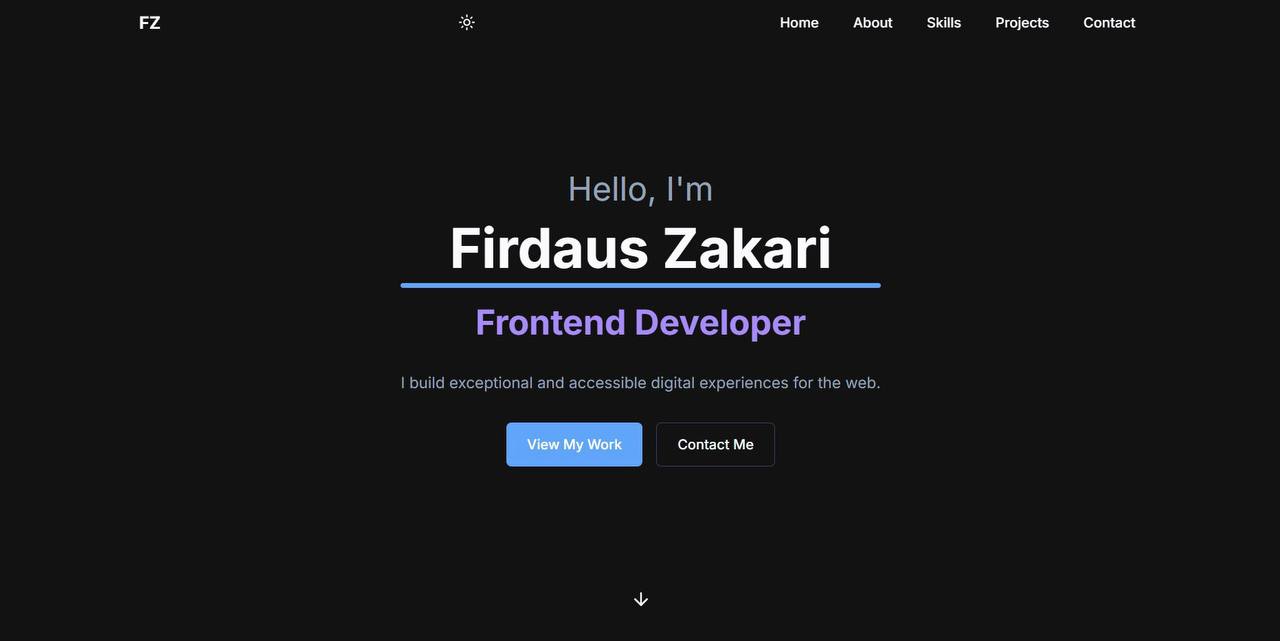 FZ Home About Skills Projects Contact
Hello, I'm
Firdaus Zakari
Frontend Developer
I build exceptional and accessible digital experiences for the web.
View My Work Contact Me